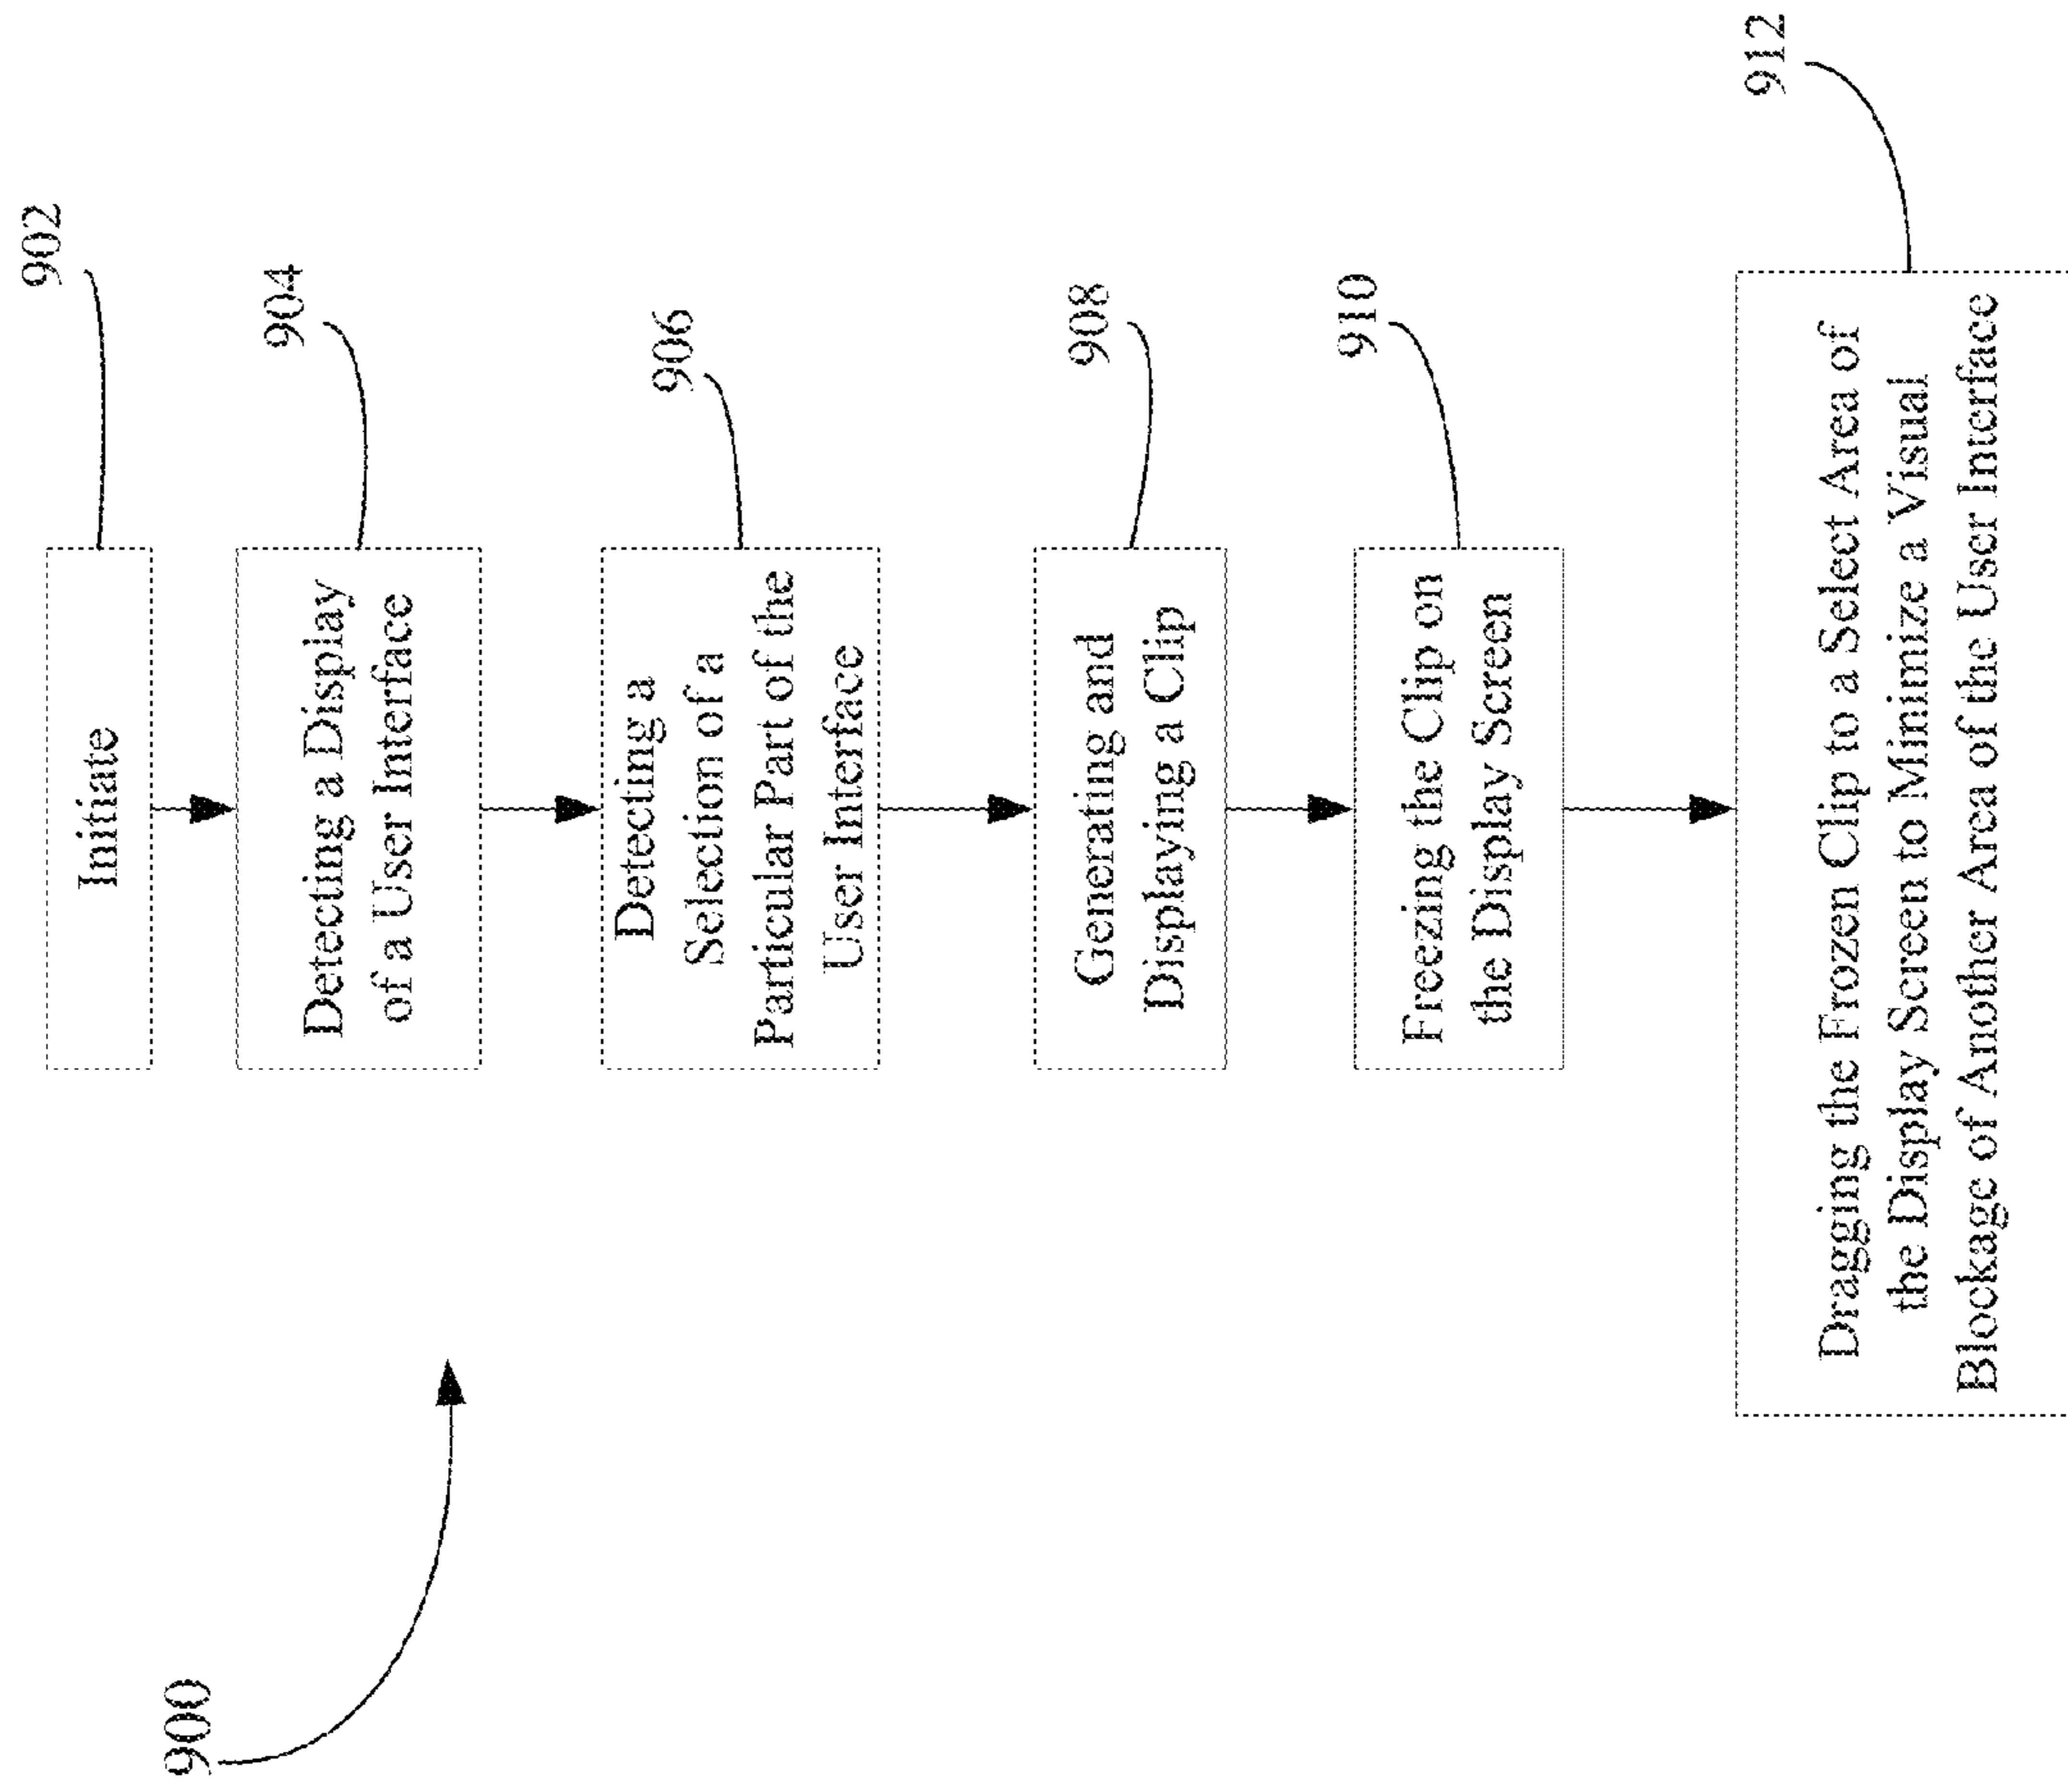 900
902
Initiate
904
Detecting a Display
of a User Interface
906
Detecting a
Selection of a
Particular Part of the
User Interface
908
Generating and
Displaying a Clip
910
Freezing the Clip on
the Display Screen
912
Dragging the Frozen Clip to a Select Area of
the Display Screen to Minimize a Visual
Blockage of Another Area of the User Interface